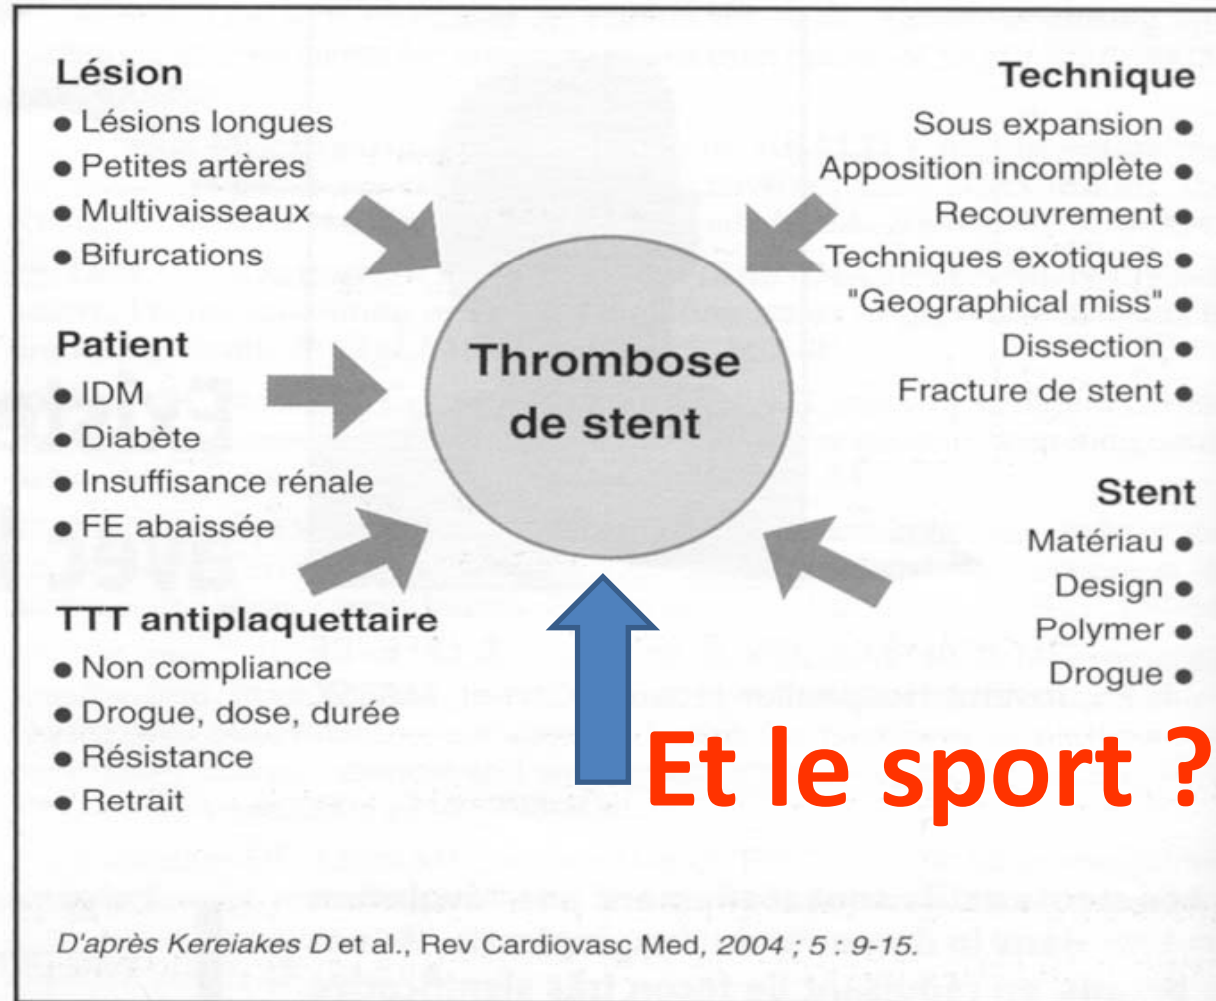 Lésion
• Lésions longues
• Petites artères
• Multivaisseaux
• Bifurcations
Patient
• IDM
• Diabète
• Insuffisance rénale
• FE abaissée
TTT antiplaquettaire
• Non compliance
• Drogue, dose, durée
• Résistance
• Retrait
Thrombose
de stent
Technique
Sous expansion •
Apposition incomplète •
Recouvrement •
Techniques exotiques •
"Geographical miss" •
Dissection •
Fracture de stent •
Stent
Matériau •
Design •
Polymer •
Drogue •
Et le sport ?
D'après Kereiakes D et al., Rev Cardiovasc Med, 2004 ; 5 : 9-15.